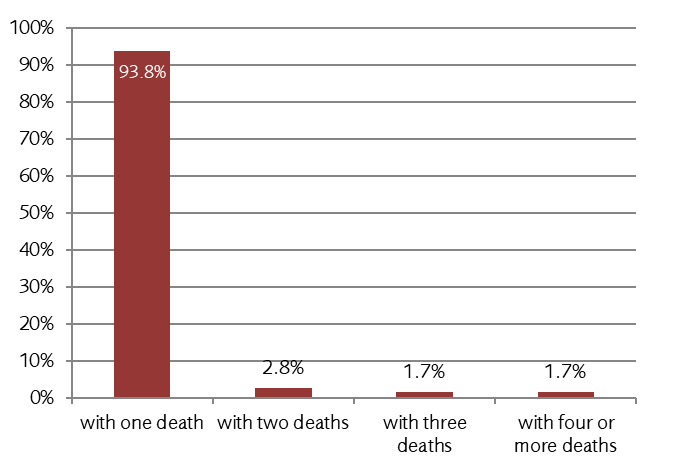 100%
90%
80%
70%
60%
50%
40%
30%
20%
10%
0%
93.8%
2.8%
1.7%
1.7%
with one death
with two deaths
with three
deaths
with four or
more deaths